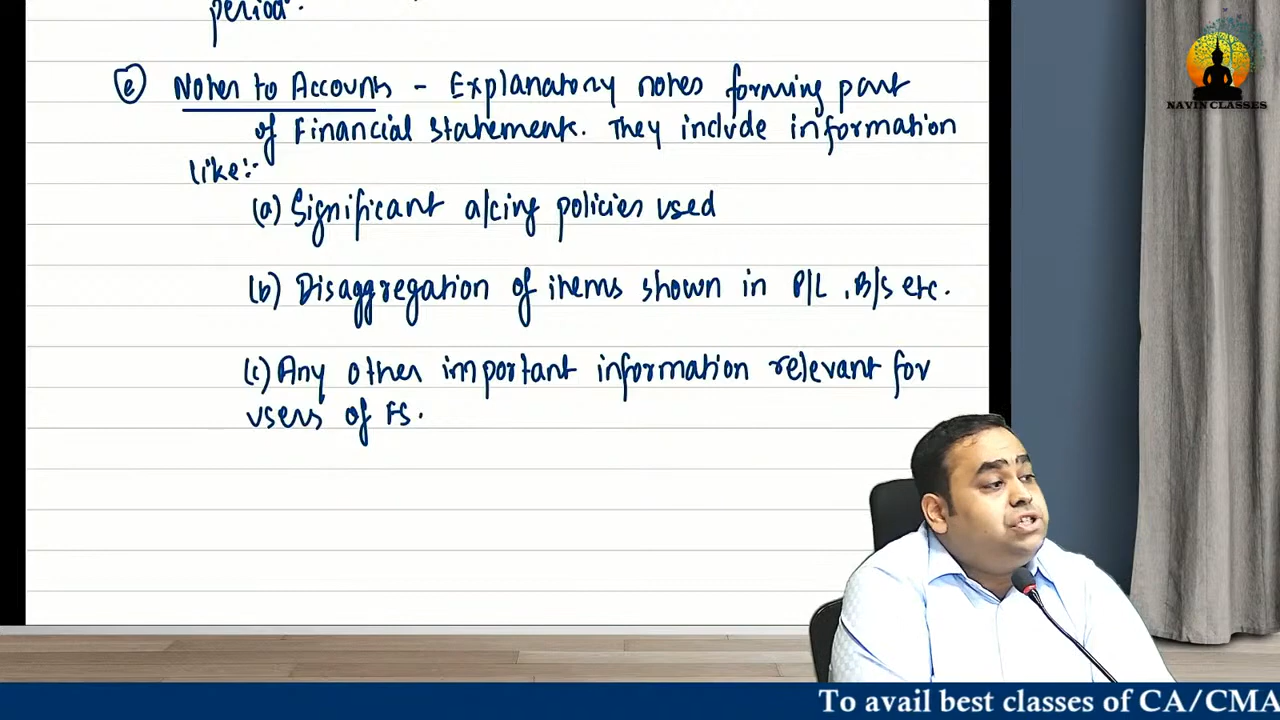 period.
(e) Notes to Accounts - Explanatory notes forming part
of Financial Statements. They include information
like:-
(a) Significant a/cing policies used
(b) Disaggregation of items shown in P/L, B/S etc.
(c) Any other important information relevant for
users of FS.
NAVIN CLASSES
To avail best classes of CA/CMA